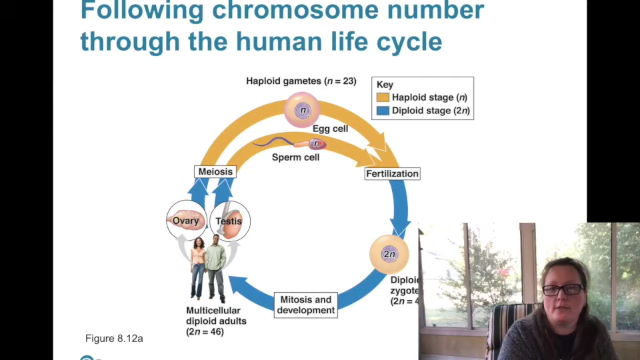 Following chromosome number
through the human life cycle
Haploid gametes (n = 23)
Key
Haploid stage (n)
Diploid stage (2n)
n
Egg cell
n
Sperm cell
Meiosis
Fertilization
Ovary
Testis
2n
Diploi
zygote
(2n = 4
Mitosis and
development
Multicellular
diploid adults
(2n = 46)
Figure 8.12a